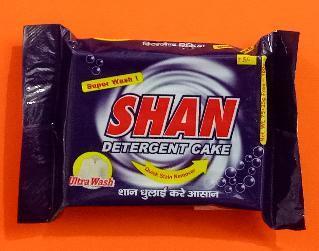 Super Wash !
SHAN
DETERGENT CAKE
Quick Stain Remover
Ultra Wash
शान धुलाई करे आसान